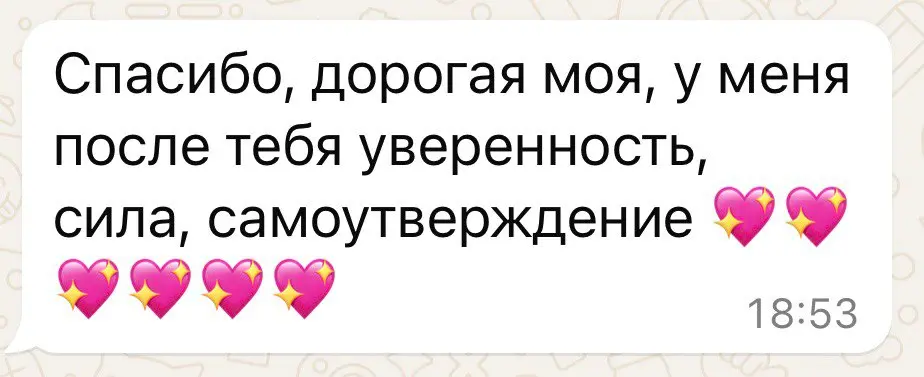 Спасибо, дорогая моя, у меня
после тебя уверенность,
сила, самоутверждение 💖💖
💖💖💖💖
18:53